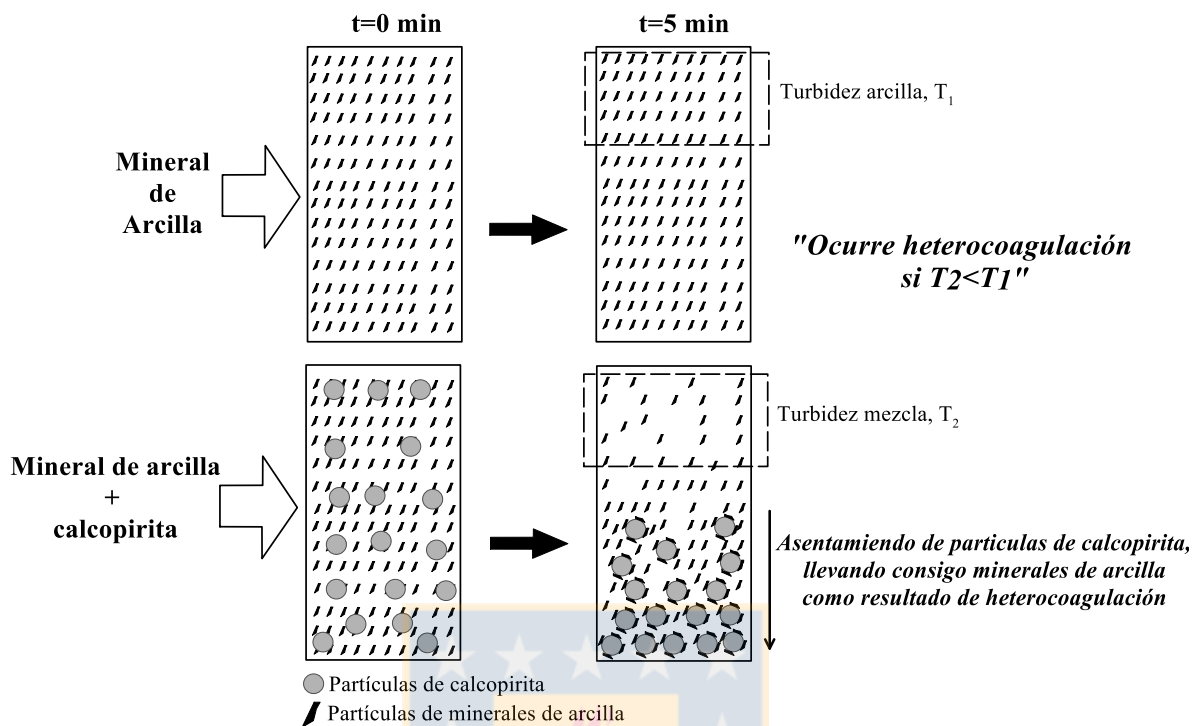 t=0 min
t=5 min
Mineral
de
Arcilla
Turbidez arcilla, T1
"Ocurre heterocoagulación
si T2<T1"
Mineral de arcilla
+
calcopirita
Turbidez mezcla, T2
Asentamiendo de particulas de calcopirita,
llevando consigo minerales de arcilla
como resultado de heterocoagulación
Partículas de calcopirita
Partículas de minerales de arcilla